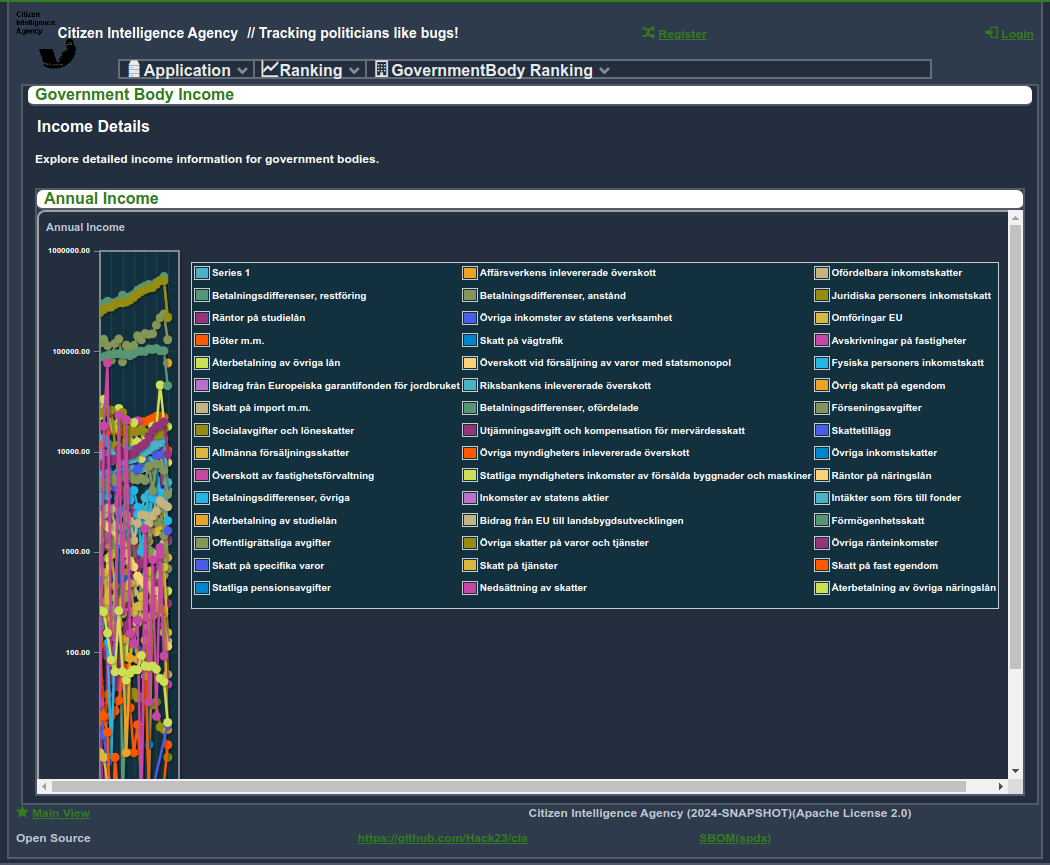 Citizen
Intelligence
Agency
Citizen Intelligence Agency // Tracking politicians like bugs!
Register
Login
Application
Ranking
GovernmentBody Ranking
Government Body Income
Income Details
Explore detailed income information for government bodies.
Annual Income
Annual Income
1000000.00
100000.00
10000.00
1000.00
100.00
Series 1
Affärsverkens inlevererade överskott
Ofördelbara inkomstskatter
Betalningsdifferenser, restföring
Betalningsdifferenser, anstånd
Juridiska personers inkomstskatt
Räntor på studielån
Övriga inkomster av statens verksamhet
Omföringar EU
Böter m.m.
Skatt på vägtrafik
Avskrivningar på fastigheter
Återbetalning av övriga lån
Överskott vid försäljning av varor med statsmonopol
Fysiska personers inkomstskatt
Bidrag från Europeiska garantifonden för jordbruket
Riksbankens inlevererade överskott
Övrig skatt på egendom
Skatt på import m.m.
Betalningsdifferenser, ofördelade
Förseningsavgifter
Socialavgifter och löneskatter
Utjämningsavgift och kompensation för mervärdesskatt
Skattetillägg
Allmänna försäljningsskatter
Övriga myndigheters inlevererade överskott
Övriga inkomstskatter
Överskott av fastighetsförvaltning
Statliga myndigheters inkomster av försålda byggnader och maskiner
Räntor på näringslån
Betalningsdifferenser, övriga
Inkomster av statens aktier
Intäkter som förs till fonder
Återbetalning av studielån
Bidrag från EU till landsbygdsutvecklingen
Förmögenhetsskatt
Offentligrättsliga avgifter
Övriga skatter på varor och tjänster
Övriga ränteinkomster
Skatt på specifika varor
Skatt på tjänster
Skatt på fast egendom
Statliga pensionsavgifter
Nedsättning av skatter
Återbetalning av övriga näringslån
Main View
Citizen Intelligence Agency (2024-SNAPSHOT)(Apache License 2.0)
Open Source
https://github.com/Hack23/cia
SBOM(spdx)